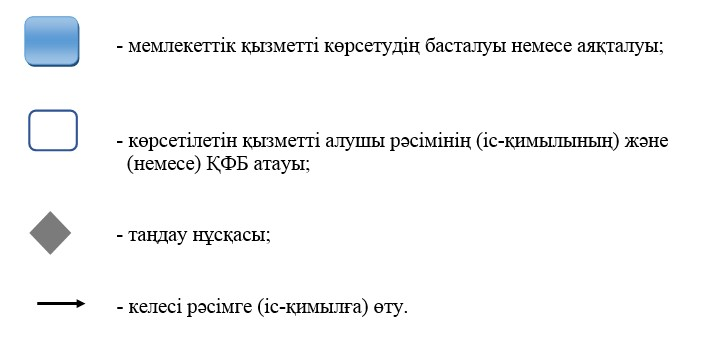 - мемлекеттік қызметті көрсетудің басталуы немесе аяқталуы;
- көрсетілетін қызметті алушы рәсімінің (іс-қимылының) және
(немесе) ҚФБ атауы;
- таңдау нұсқасы;
- келесі рәсімге (іс-қимылға) өту.